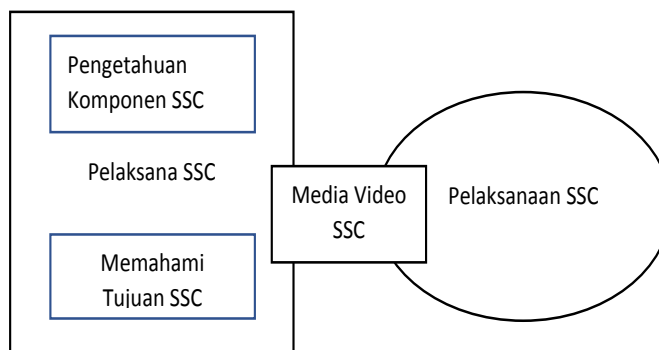 Pengetahuan
Komponen SSC
Pelaksana SSC
Memahami
Tujuan SSC
Media Video
SSC
Pelaksanaan SSC